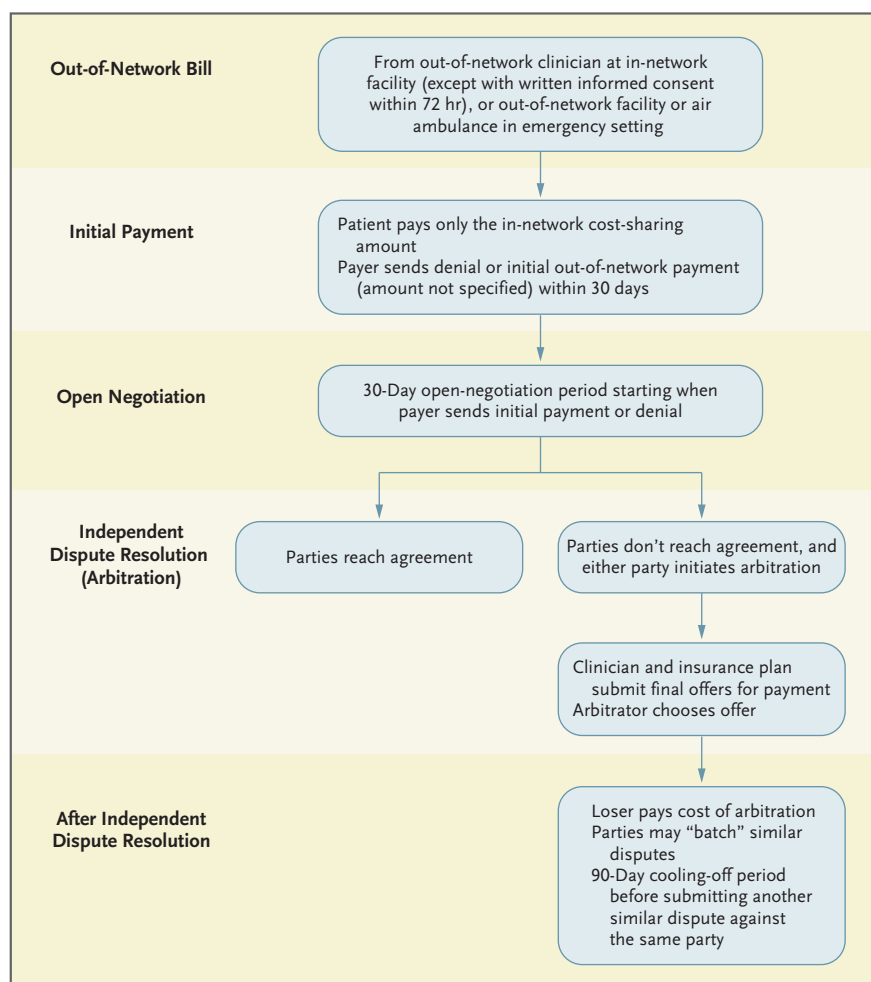 Out-of-Network Bill
From out-of-network clinician at in-network
facility (except with written informed consent
within 72 hr), or out-of-network facility or air
ambulance in emergency setting
Initial Payment
Patient pays only the in-network cost-sharing
amount
Payer sends denial or initial out-of-network payment
(amount not specified) within 30 days
Open Negotiation
30-Day open-negotiation period starting when
payer sends initial payment or denial
Independent
Dispute Resolution
(Arbitration)
Parties reach agreement
Parties don’t reach agreement, and
either party initiates arbitration
Clinician and insurance plan
submit final offers for payment
Arbitrator chooses offer
After Independent
Dispute Resolution
Loser pays cost of arbitration
Parties may “batch” similar
disputes
90-Day cooling-off period
before submitting another
similar dispute against
the same party